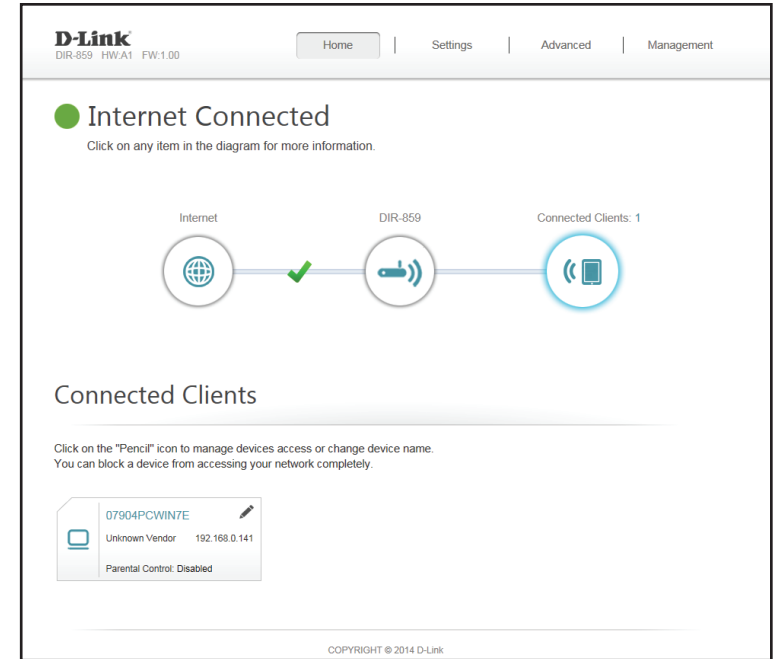 D-Link
DIR-859 HW:A1 FW:1.00
Home Settings Advanced Management
Internet Connected
Click on any item in the diagram for more information.
Internet DIR-859 Connected Clients: 1
Connected Clients
Click on the "Pencil" icon to manage devices access or change device name.
You can block a device from accessing your network completely.
07904PCWIN7E
Unknown Vendor 192.168.0.141
Parental Control: Disabled
COPYRIGHT © 2014 D-Link